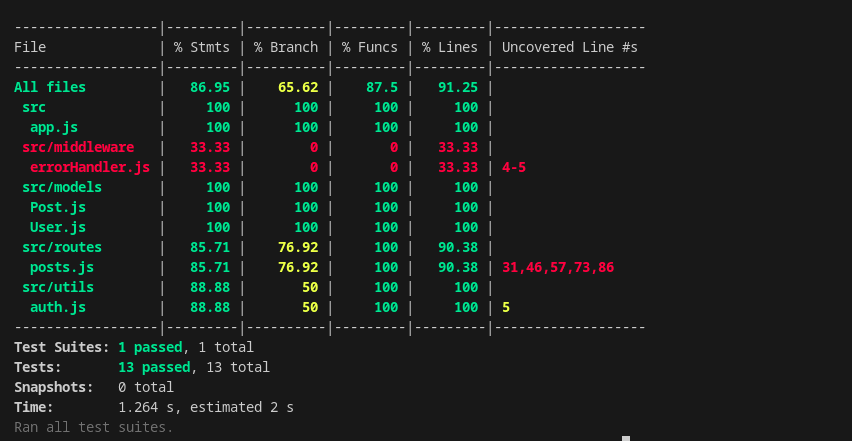 ------------------|---------|----------|---------|---------|-------------------
File              | % Stmts | % Branch | % Funcs | % Lines | Uncovered Line #s
------------------|---------|----------|---------|---------|-------------------
All files         |   86.95 |    65.62 |    87.5 |   91.25 |
 src              |     100 |      100 |     100 |     100 |
  app.js          |     100 |      100 |     100 |     100 |
 src/middleware   |   33.33 |        0 |       0 |   33.33 |
  errorHandler.js |   33.33 |        0 |       0 |   33.33 | 4-5
 src/models       |     100 |      100 |     100 |     100 |
  Post.js         |     100 |      100 |     100 |     100 |
  User.js         |     100 |      100 |     100 |     100 |
 src/routes       |   85.71 |    76.92 |     100 |   90.38 |
  posts.js        |   85.71 |    76.92 |     100 |   90.38 | 31,46,57,73,86
 src/utils        |   88.88 |       50 |     100 |     100 |
  auth.js         |   88.88 |       50 |     100 |     100 | 5
------------------|---------|----------|---------|---------|-------------------
Test Suites: 1 passed, 1 total
Tests:       13 passed, 13 total
Snapshots:   0 total
Time:        1.264 s, estimated 2 s
Ran all test suites.